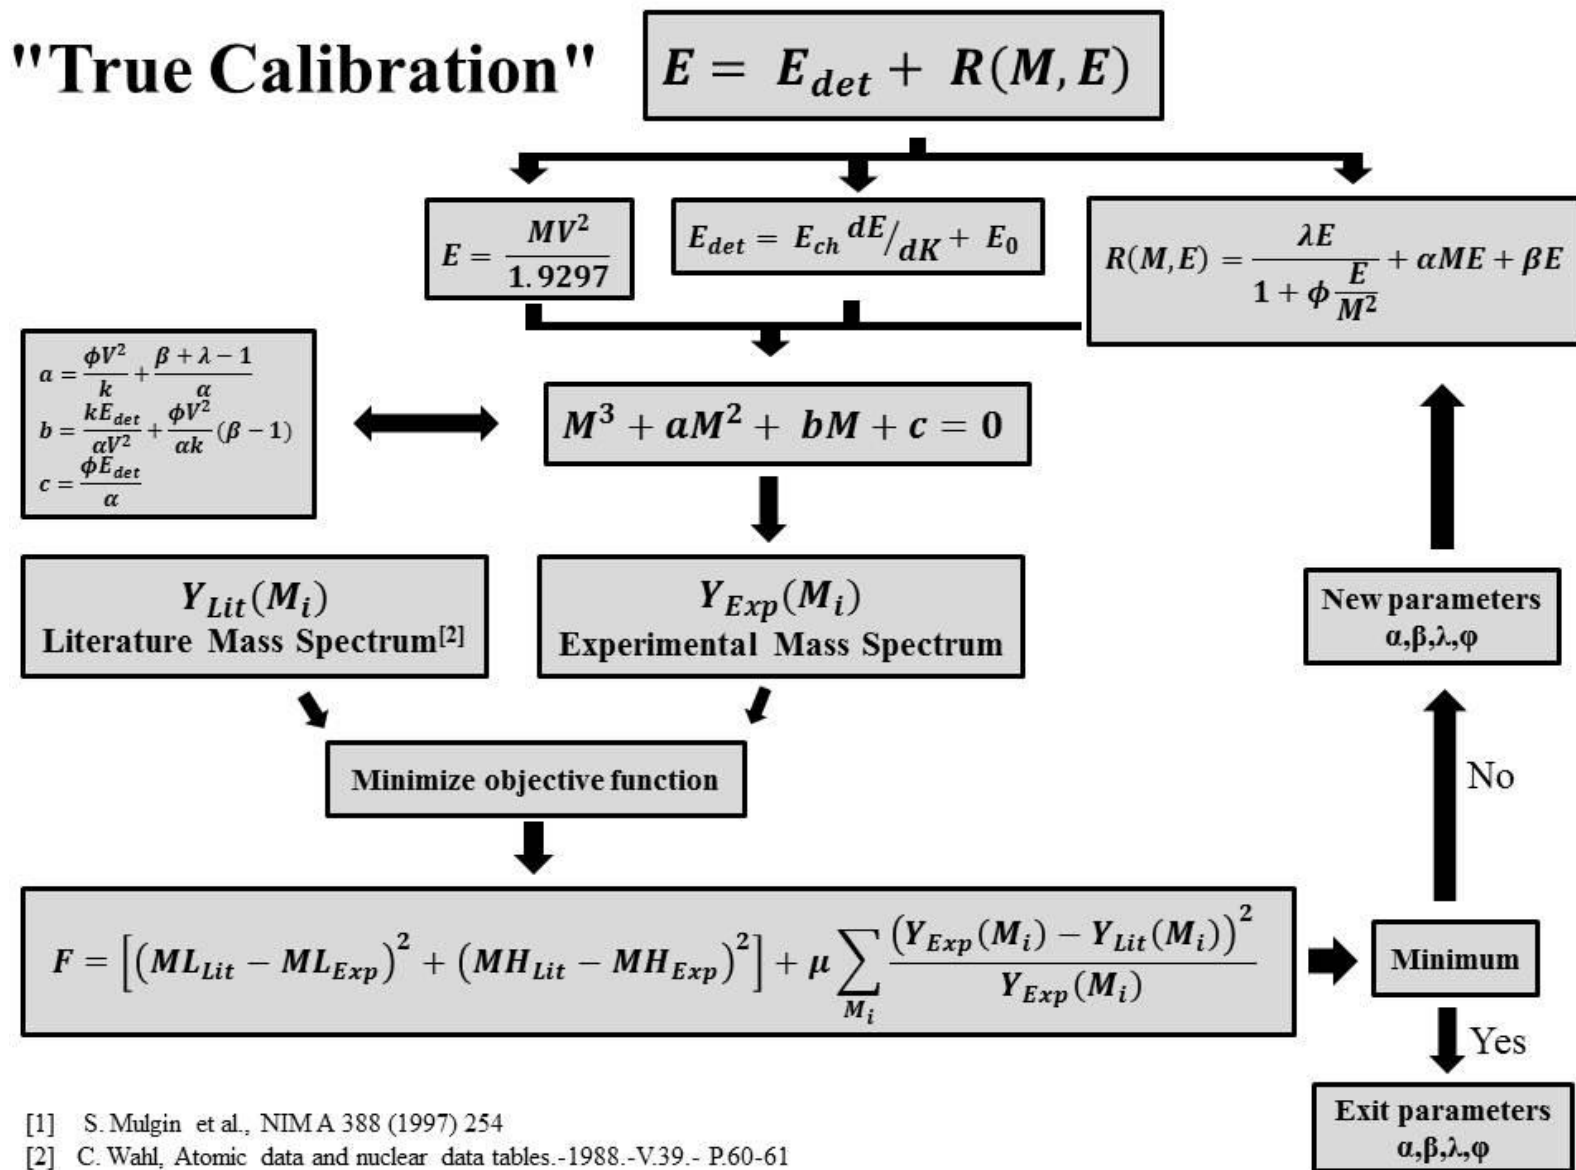 "True Calibration"
E = E_det + R(M, E)
E = MV²/1.9297
E_det = E_ch dE/dK + E₀
R(M, E) = λE/(1 + ϕ E/M²) + αME + βE
a = ϕV²/k + (β + λ − 1)/α
b = kE_det/αV² + ϕV²/αk (β − 1)
c = ϕE_det/α
M³ + aM² + bM + c = 0
Y_Lit(M_i)
Literature Mass Spectrum[2]
Y_Exp(M_i)
Experimental Mass Spectrum
New parameters
α,β,λ,φ
Minimize objective function
No
F = [(ML_Lit − ML_Exp)² + (MH_Lit − MH_Exp)²] + μ ∑_{M_i} (Y_Exp(M_i) − Y_Lit(M_i))²/Y_Exp(M_i)
Minimum
Yes
Exit parameters
α,β,λ,φ
[1] S. Mulgin et al., NIM A 388 (1997) 254
[2] C. Wahl, Atomic data and nuclear data tables.-1988.-V.39.- P.60-61